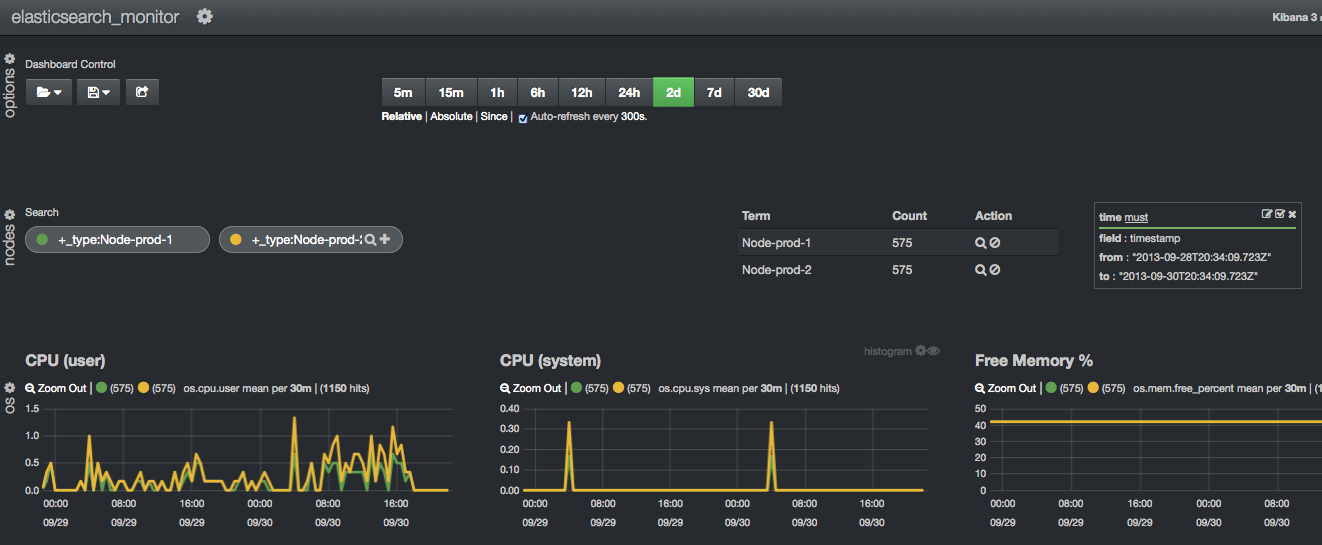 elasticsearch_monitor
Kibana 3
options
Dashboard Control
5m 15m 1h 6h 12h 24h 2d 7d 30d
Relative | Absolute | Since | Auto-refresh every 300s.
nodes
Search
+_type:Node-prod-1 +_type:Node-prod-2
Term Count Action
Node-prod-1 575
Node-prod-2 575
time must
field : timestamp
from : "2013-09-28T20:34:09.723Z"
to : "2013-09-30T20:34:09.723Z"
os
CPU (user)
Zoom Out | (575) (575) os.cpu.user mean per 30m | (1150 hits)
1.5
1.0
0.5
0.0
00:00 08:00 16:00 00:00 08:00 16:00
09/29 09/29 09/29 09/30 09/30 09/30
CPU (system)
histogram
Zoom Out | (575) (575) os.cpu.sys mean per 30m | (1150 hits)
0.40
0.30
0.20
0.10
0.00
00:00 08:00 16:00 00:00 08:00 16:00
09/29 09/29 09/29 09/30 09/30 09/30
Free Memory %
Zoom Out | (575) (575) os.mem.free_percent mean per 30m | (1
50
40
30
20
10
0
00:00 08:00 16:00 00:00 08:00
09/29 09/29 09/29 09/30 09/30